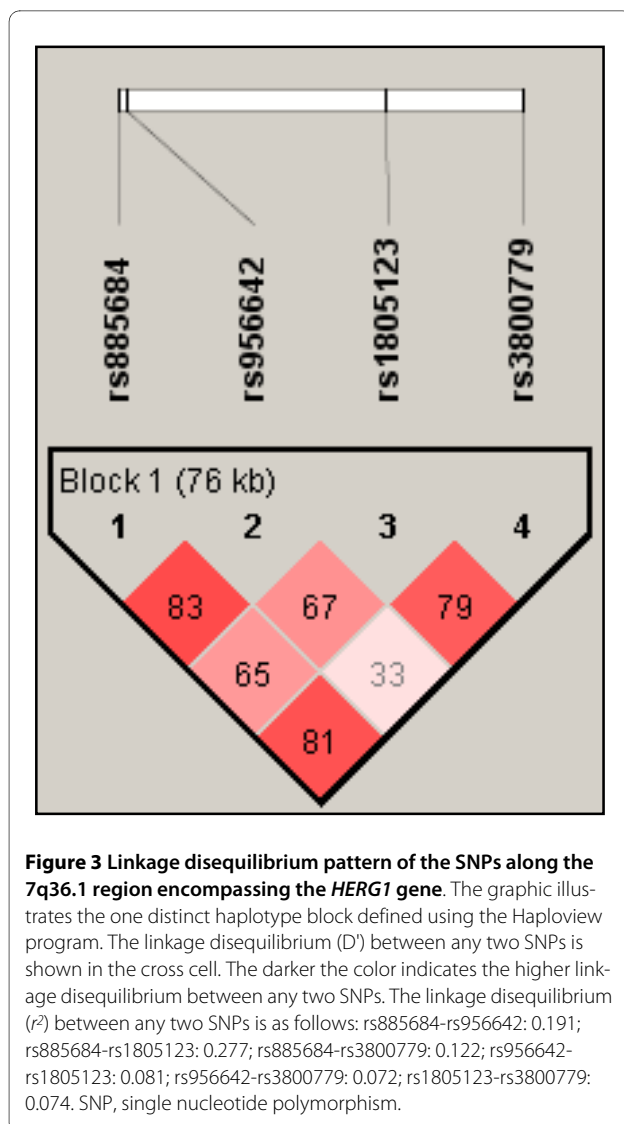 rs885684
rs956642
rs1805123
rs3800779
Block 1 (76 kb)
1 2 3 4
83 67 79
65 33
81
Figure 3 Linkage disequilibrium pattern of the SNPs along the
7q36.1 region encompassing the HERG1 gene. The graphic illus-
trates the one distinct haplotype block defined using the Haploview
program. The linkage disequilibrium (D') between any two SNPs is
shown in the cross cell. The darker the color indicates the higher link-
age disequilibrium between any two SNPs. The linkage disequilibrium
(r²) between any two SNPs is as follows: rs885684-rs956642: 0.191;
rs885684-rs1805123: 0.277; rs885684-rs3800779: 0.122; rs956642-
rs1805123: 0.081; rs956642-rs3800779: 0.072; rs1805123-rs3800779:
0.074. SNP, single nucleotide polymorphism.